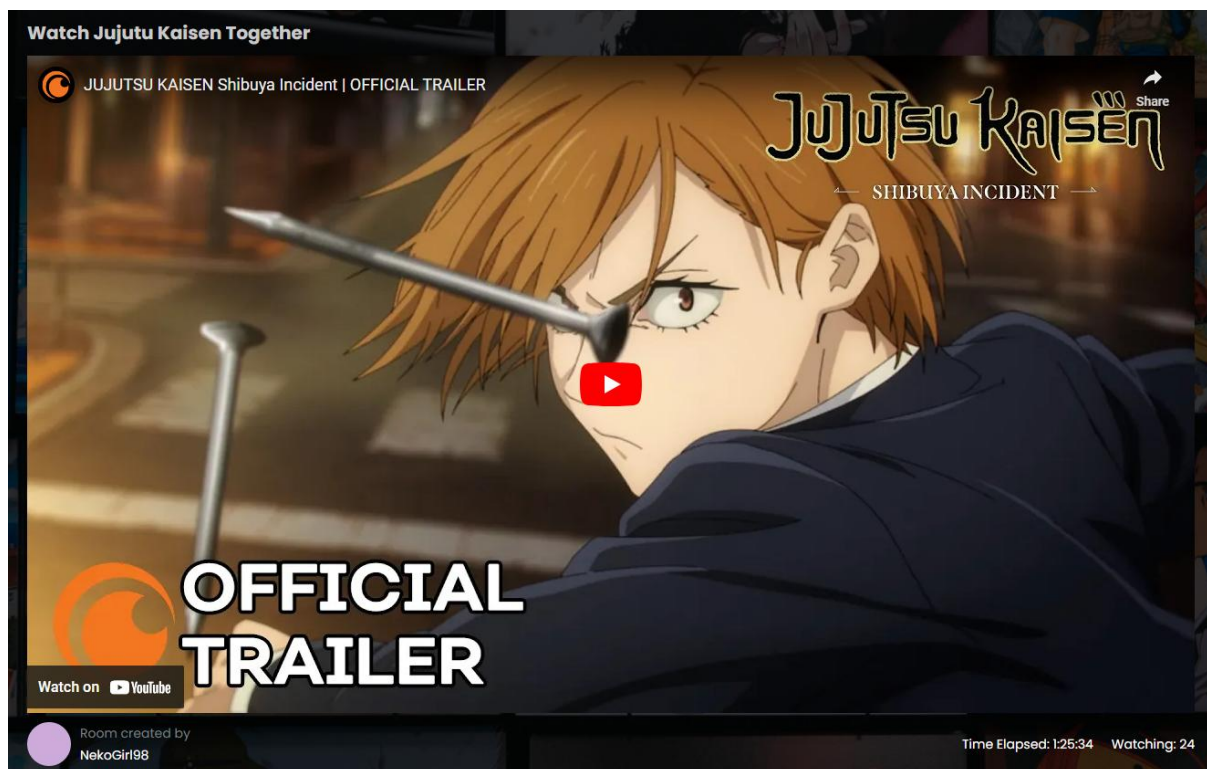 Watch Jujutu Kaisen Together
JUJUTSU KAISEN Shibuya Incident | OFFICIAL TRAILER
Share
JUJUTSU KAISEN
SHIBUYA INCIDENT
OFFICIAL
TRAILER
Watch on YouTube
Room created by
NekoGirl98
Time Elapsed: 1:25:34 Watching: 24